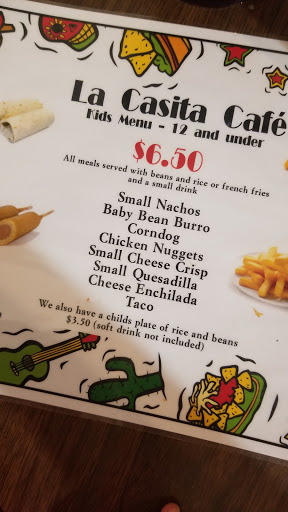 La Casita Café
Kids Menu - 12 and under
$6.50
All meals served with beans and rice or french fries
and a small drink
Small Nachos
Baby Bean Burro
Corndog
Chicken Nuggets
Small Cheese Crisp
Small Quesadilla
Cheese Enchilada
Taco
We also have a childs plate of rice and beans
$3.50 (soft drink not included)